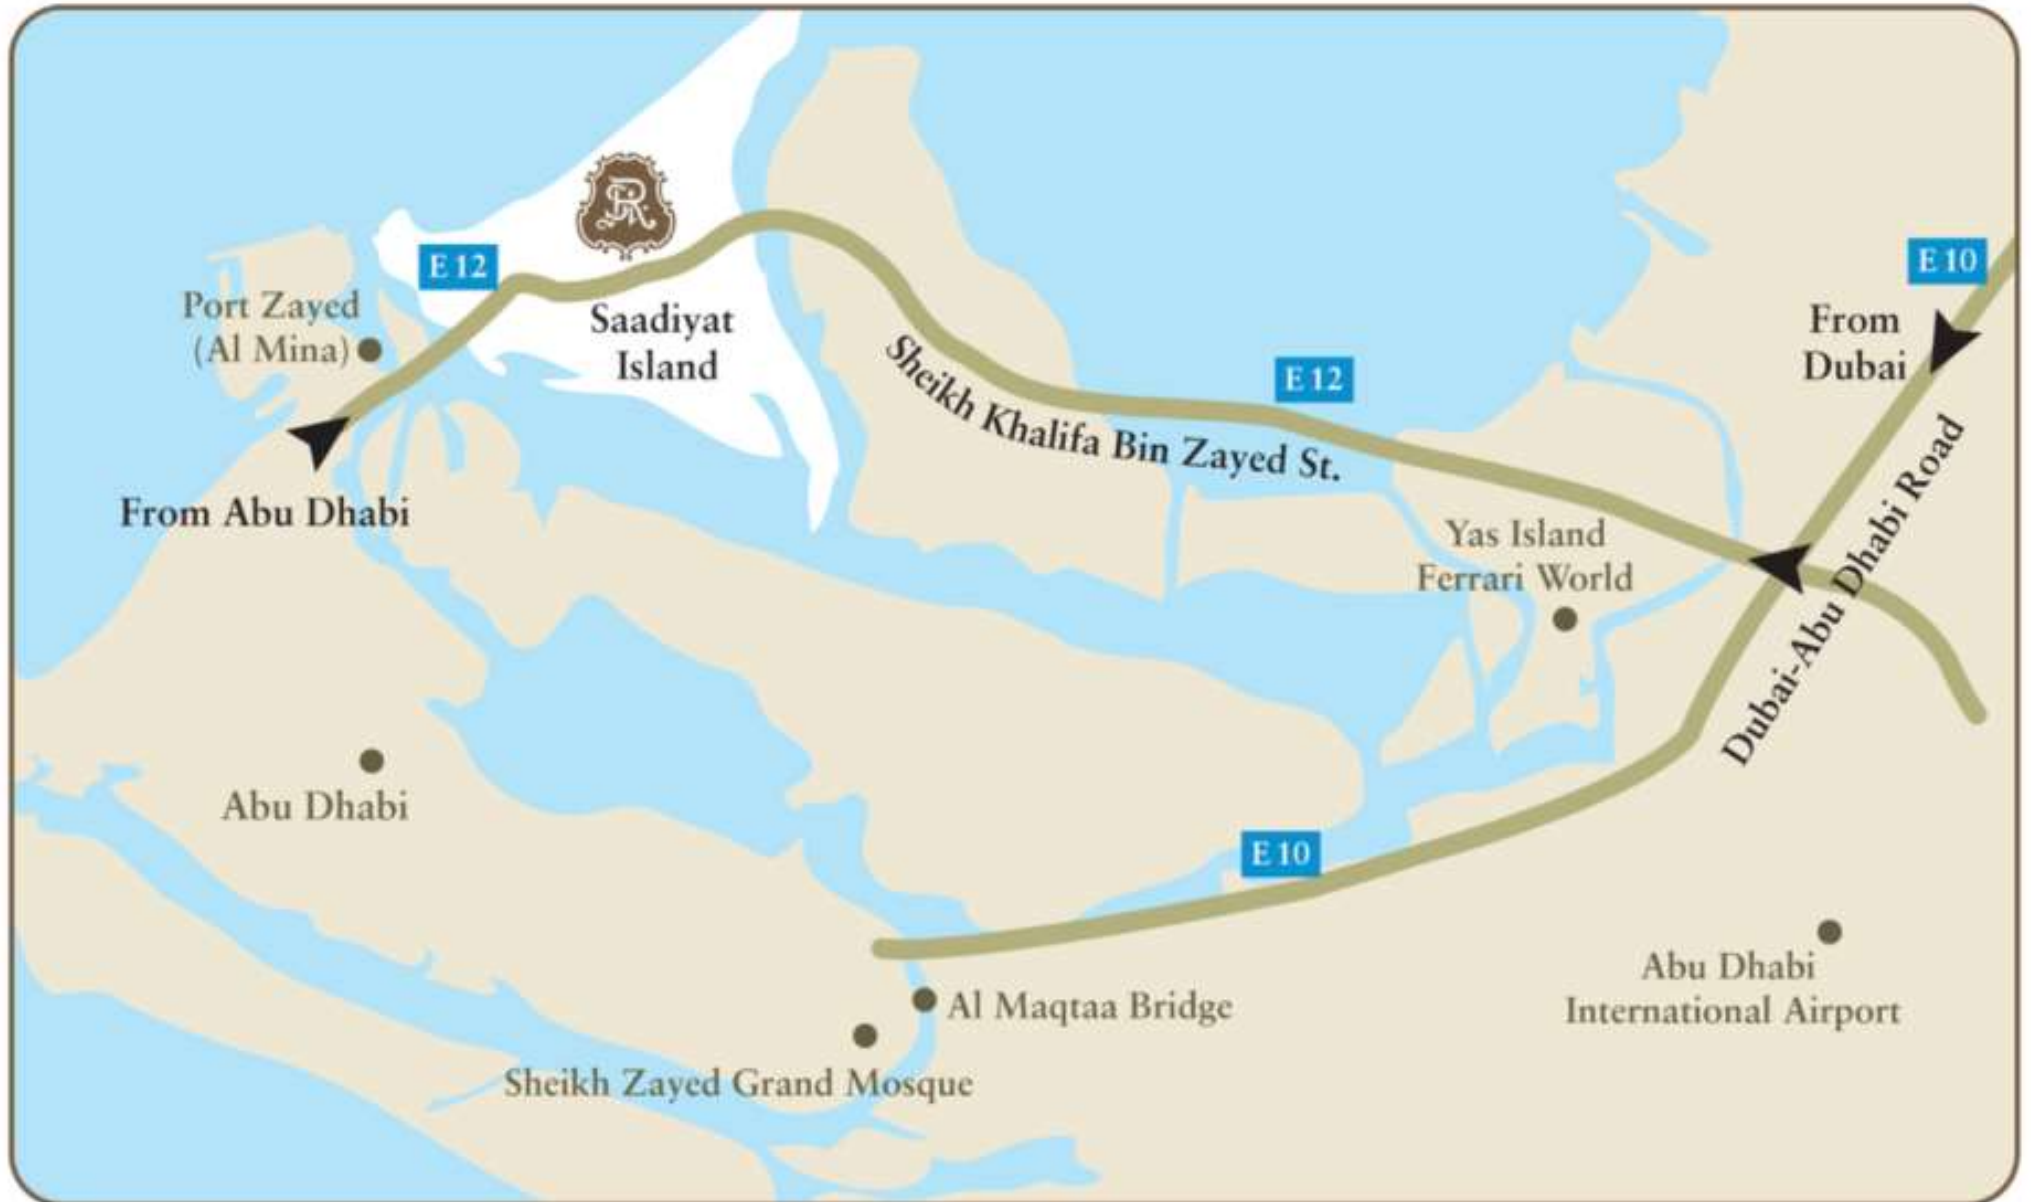 E 12
E 10
Port Zayed
(Al Mina)
Saadiyat
Island
From
Dubai
E 12
Sheikh Khalifa Bin Zayed St.
From Abu Dhabi
Dubai-Abu Dhabi Road
Yas Island
Ferrari World
Abu Dhabi
E 10
Abu Dhabi
International Airport
Al Maqtaa Bridge
Sheikh Zayed Grand Mosque